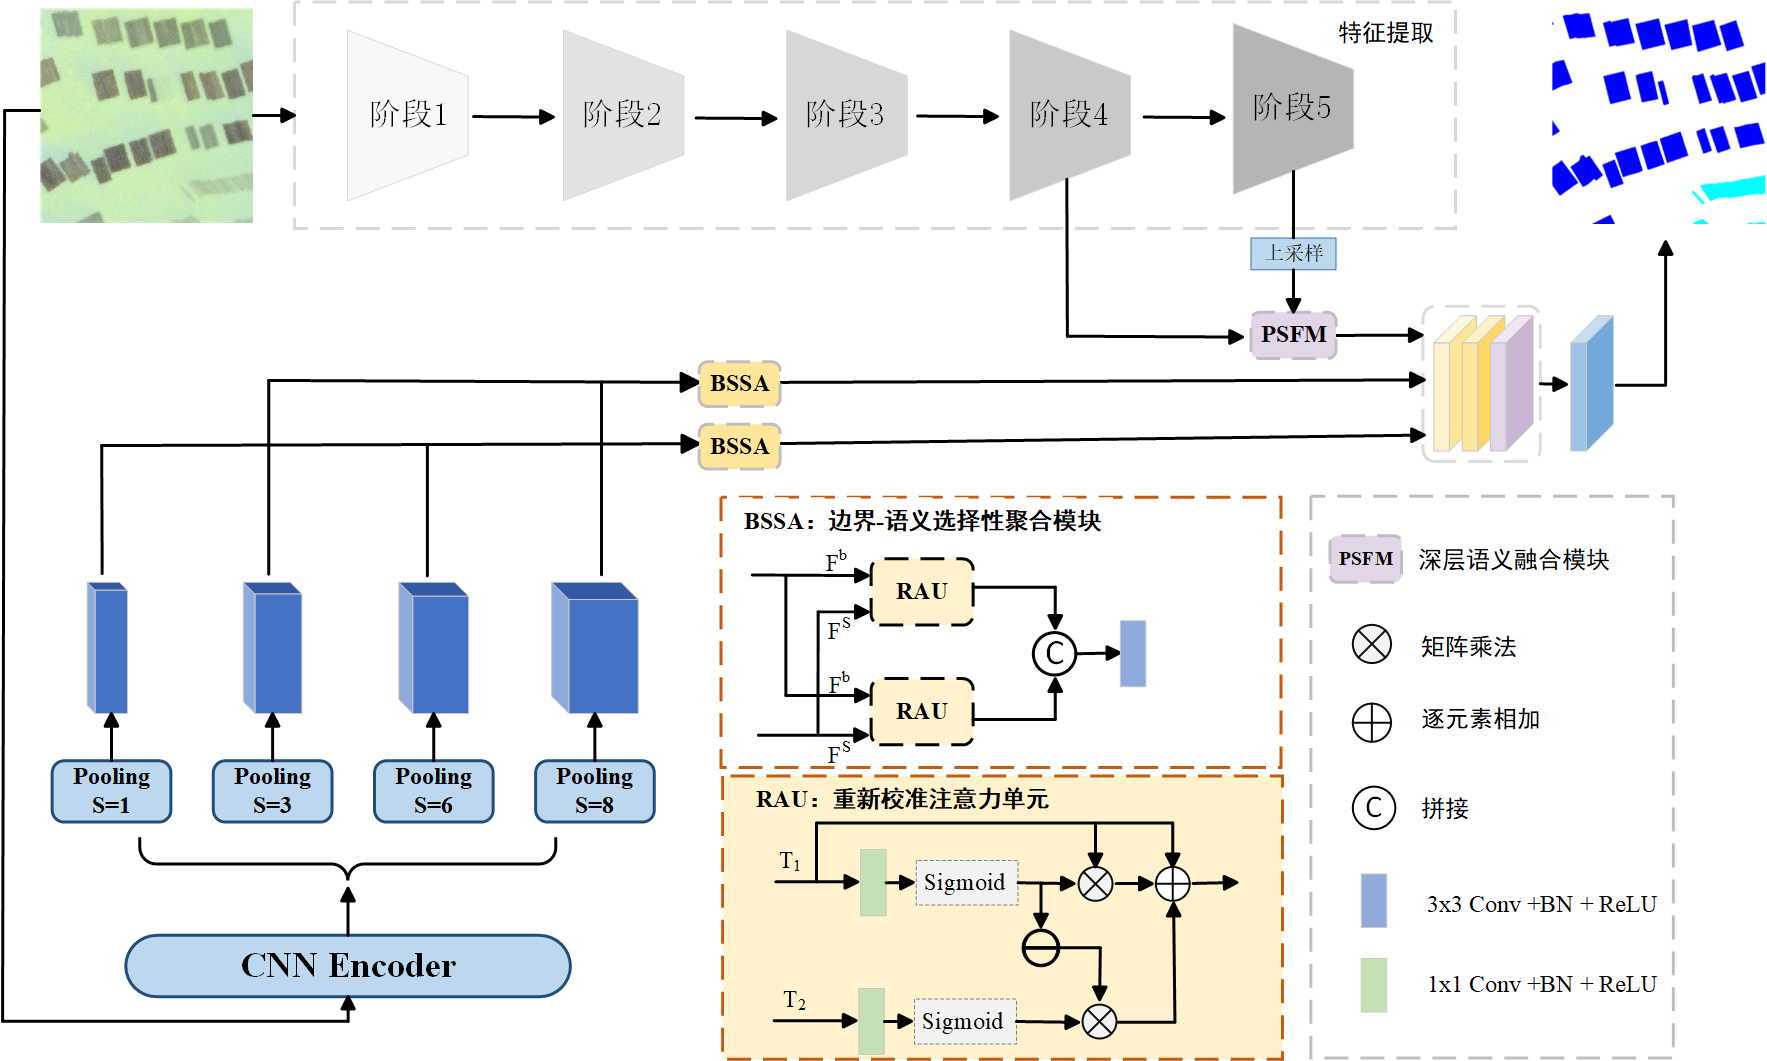 特征提取
阶段1
阶段2
阶段3
阶段4
阶段5
上采样
PSFM
BSSA
BSSA
Pooling
S=1
Pooling
S=3
Pooling
S=6
Pooling
S=8
CNN Encoder
BSSA：边界-语义选择性聚合模块
F^b
RAU
F^S
C
F^b
RAU
F^S
RAU：重新校准注意力单元
T₁
Sigmoid
T₂
Sigmoid
PSFM 深层语义融合模块
矩阵乘法
逐元素相加
C 拼接
3x3 Conv +BN + ReLU
1x1 Conv +BN + ReLU